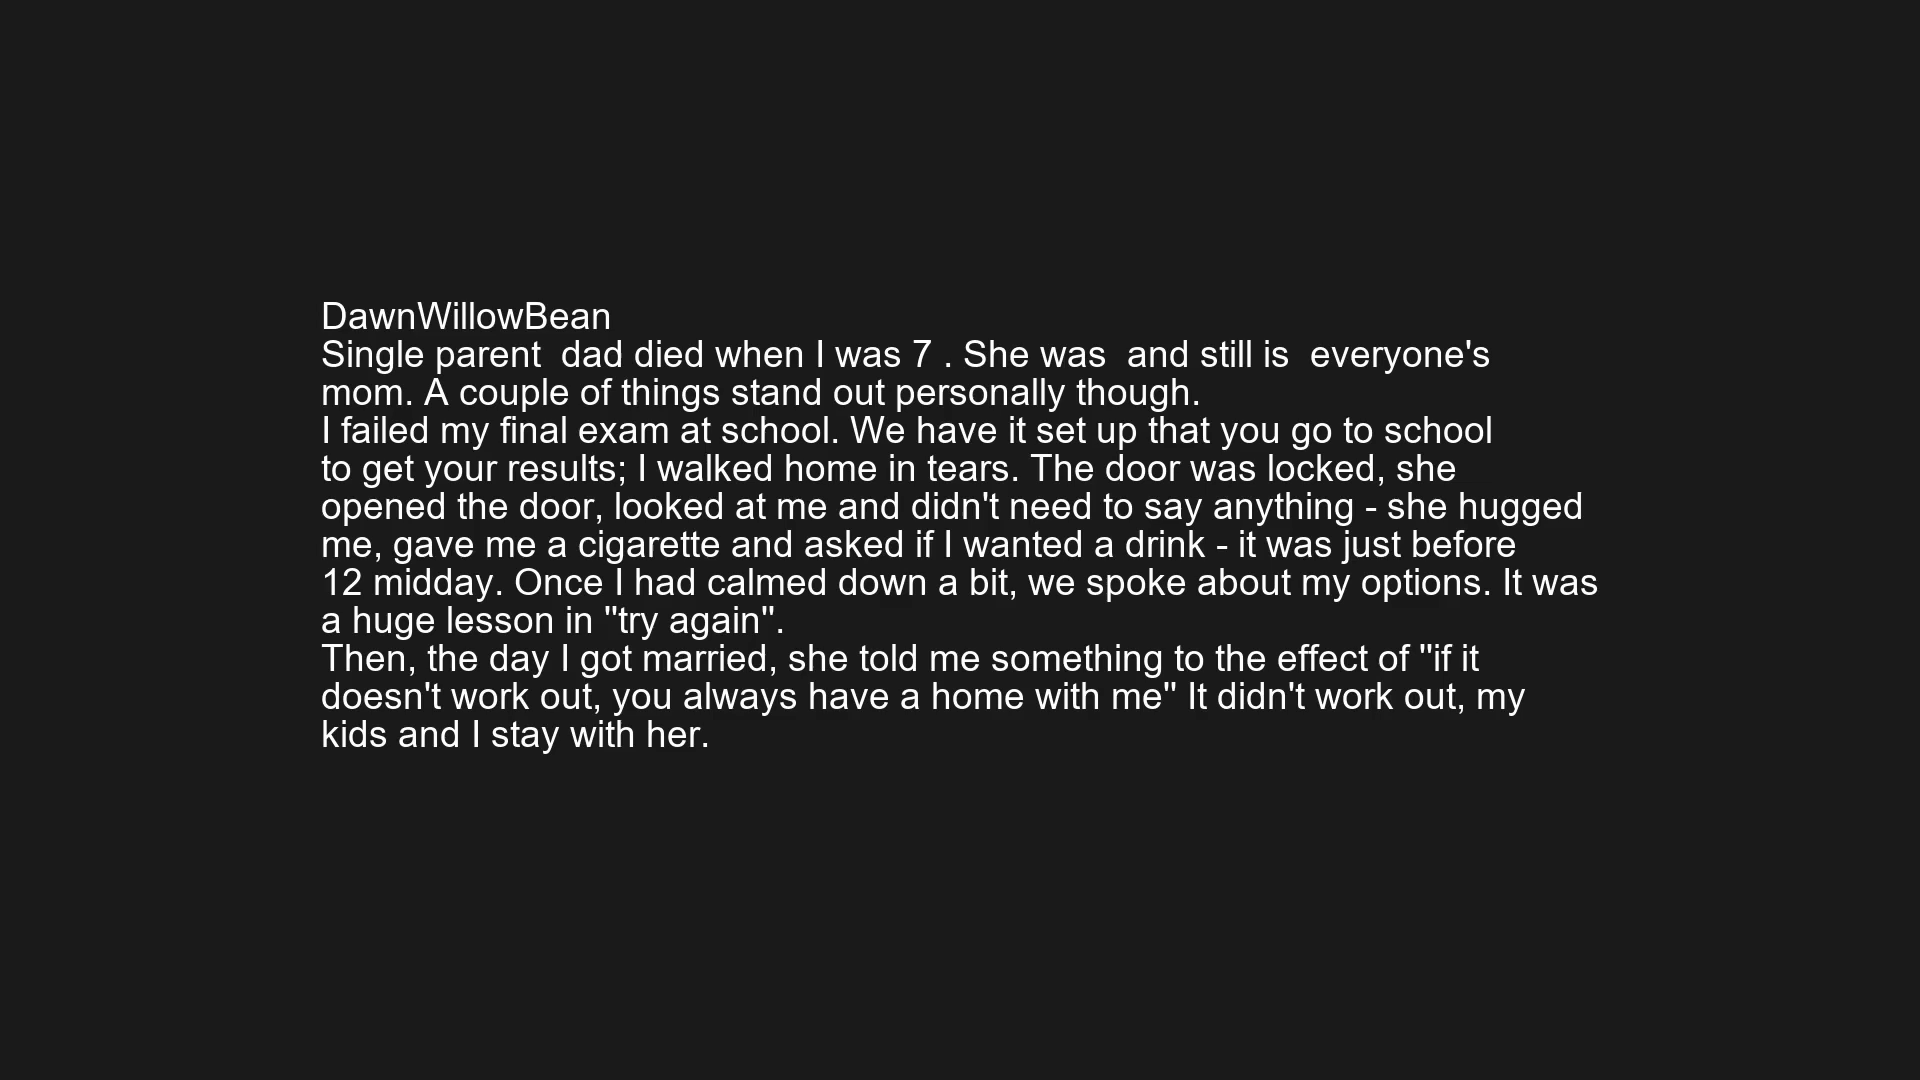 DawnWillowBean
Single parent  dad died when I was 7 . She was  and still is  everyone's
mom. A couple of things stand out personally though.
I failed my final exam at school. We have it set up that you go to school
to get your results; I walked home in tears. The door was locked, she
opened the door, looked at me and didn't need to say anything - she hugged
me, gave me a cigarette and asked if I wanted a drink - it was just before
12 midday. Once I had calmed down a bit, we spoke about my options. It was
a huge lesson in "try again".
Then, the day I got married, she told me something to the effect of "if it
doesn't work out, you always have a home with me" It didn't work out, my
kids and I stay with her.